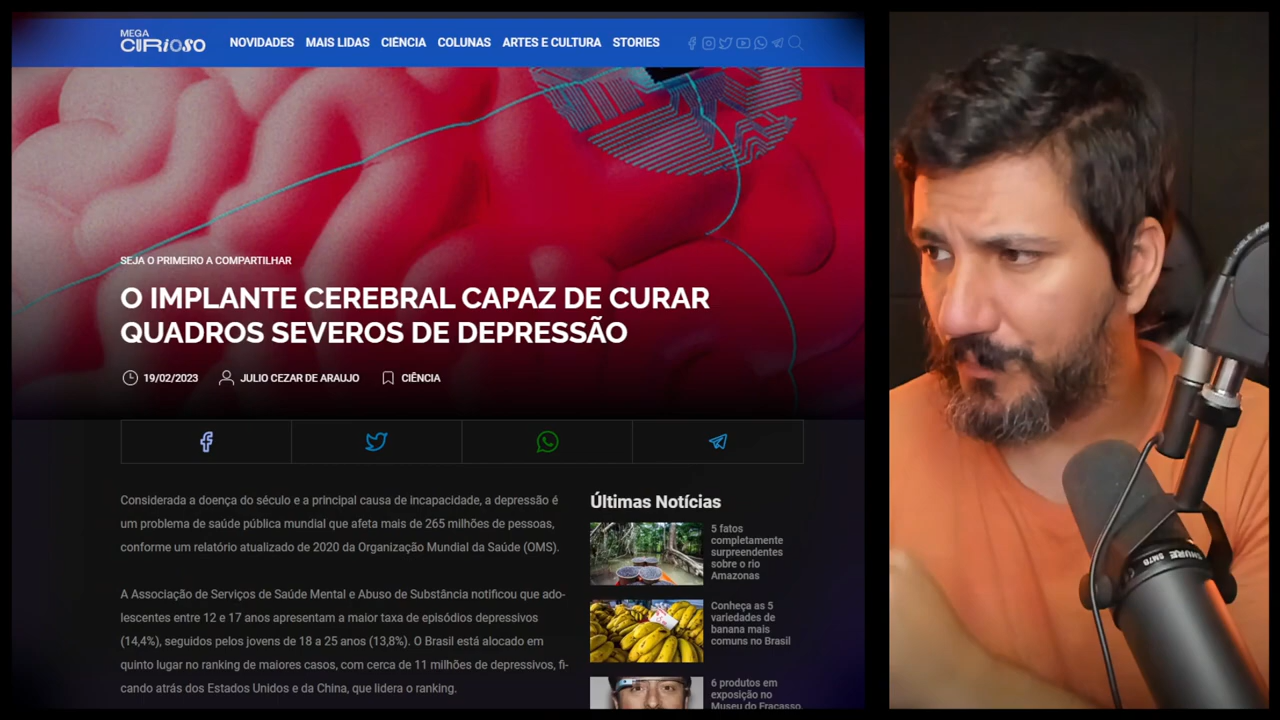 MEGA
CURIOSO
NOVIDADES MAIS LIDAS CIÊNCIA COLUNAS ARTES E CULTURA STORIES
SEJA O PRIMEIRO A COMPARTILHAR
O IMPLANTE CEREBRAL CAPAZ DE CURAR
QUADROS SEVEROS DE DEPRESSÃO
19/02/2023 JULIO CEZAR DE ARAUJO CIÊNCIA
Considerada a doença do século e a principal causa de incapacidade, a depressão é
um problema de saúde pública mundial que afeta mais de 265 milhões de pessoas,
conforme um relatório atualizado de 2020 da Organização Mundial da Saúde (OMS).
A Associação de Serviços de Saúde Mental e Abuso de Substância notificou que ado-
lescentes entre 12 e 17 anos apresentam a maior taxa de episódios depressivos
(14,4%), seguidos pelos jovens de 18 a 25 anos (13,8%). O Brasil está alocado em
quinto lugar no ranking de maiores casos, com cerca de 11 milhões de depressivos, fi-
cando atrás dos Estados Unidos e da China, que lidera o ranking.
Últimas Notícias
5 fatos
completamente
surpreendentes
sobre o rio
Amazonas
Conheça as 5
variedades de
banana mais
comuns no Brasil
6 produtos em
exposição no
Museu do Fracasso,
SHURE SM7B